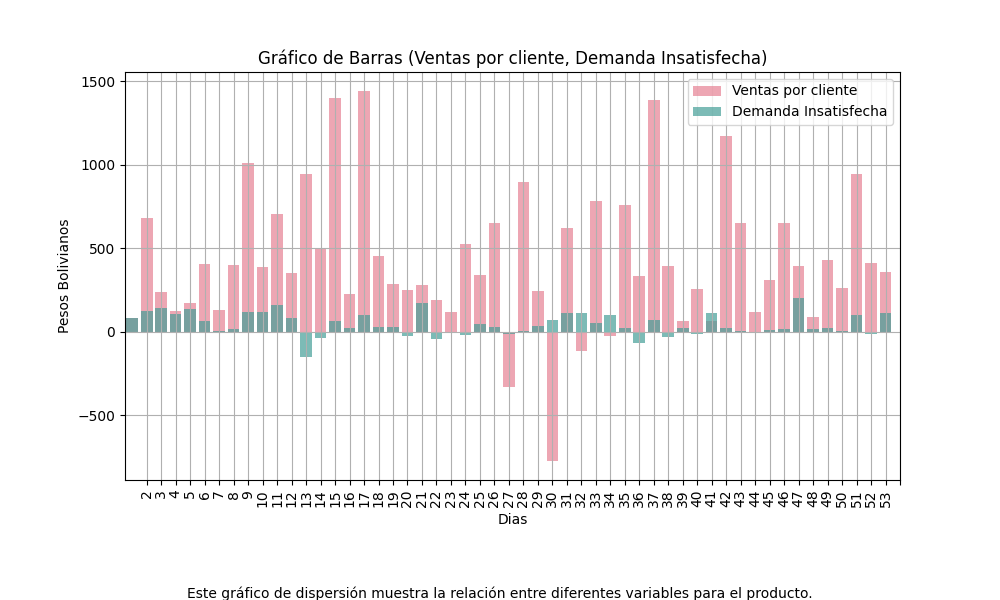 Gráfico de Barras (Ventas por cliente, Demanda Insatisfecha)
Ventas por cliente
Demanda Insatisfecha
1500
1000
500
0
−500
Pesos Bolivianos
2 3 4 5 6 7 8 9 10 11 12 13 14 15 16 17 18 19 20 21 22 23 24 25 26 27 28 29 30 31 32 33 34 35 36 37 38 39 40 41 42 43 44 45 46 47 48 49 50 51 52 53
Dias
Este gráfico de dispersión muestra la relación entre diferentes variables para el producto.